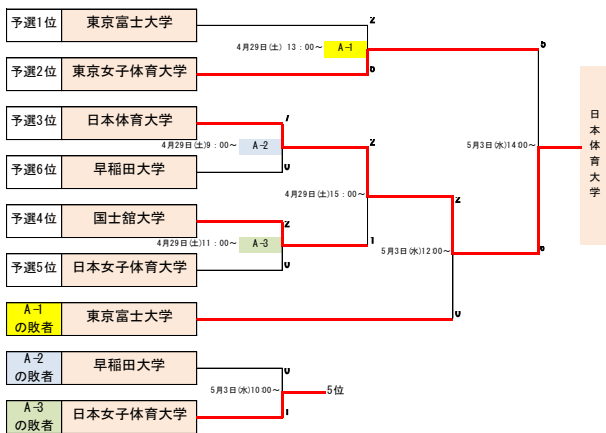 予選1位 東京富士大学
2
4月29日(土) 13：00～ A-1
5
予選2位 東京女子体育大学
6
予選3位 日本体育大学
7
4月29日(土)9：00～ A-2
2
5月3日(水)14:00～
日本体育大学
予選6位 早稲田大学
0
4月29日(土)15：00～
予選4位 国士舘大学
2
2
4月29日(土)11：00～ A-3
1
5月3日(水)12:00～
6
予選5位 日本女子体育大学
0
A-1
の敗者
東京富士大学
0
A-2
の敗者
早稲田大学
0
5月3日(水)10:00～ 5位
A-3
の敗者
日本女子体育大学
1